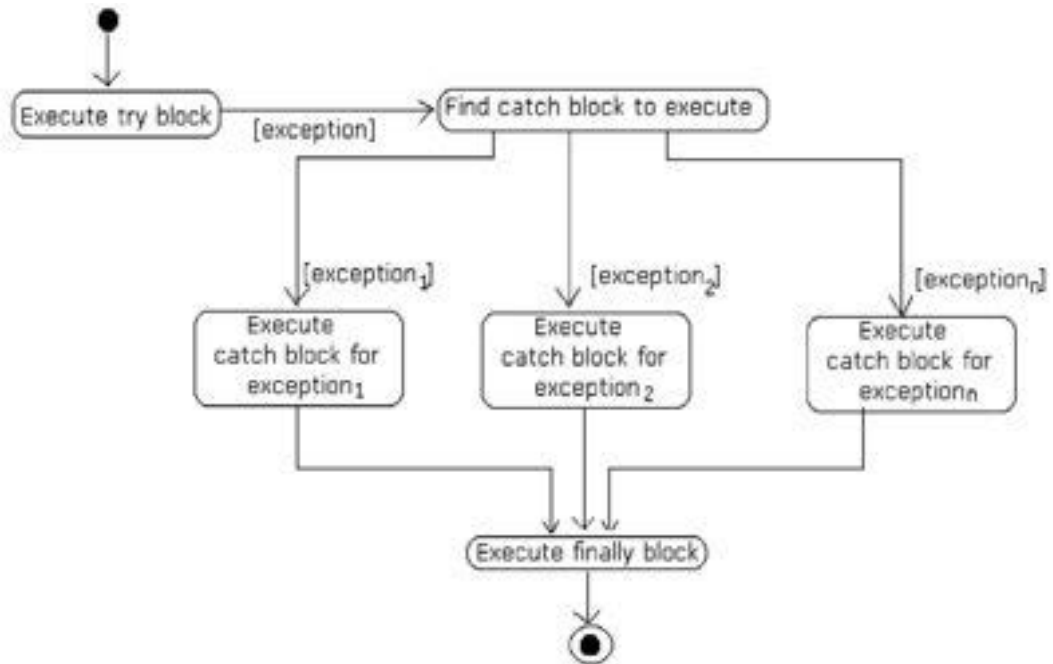 Execute try block
[exception]
Find catch block to execute
[exception₁]
[exception₂]
[exceptionₙ]
Execute
catch block for
exception₁
Execute
catch block for
exception₂
Execute
catch block for
exceptionₙ
Execute finally block